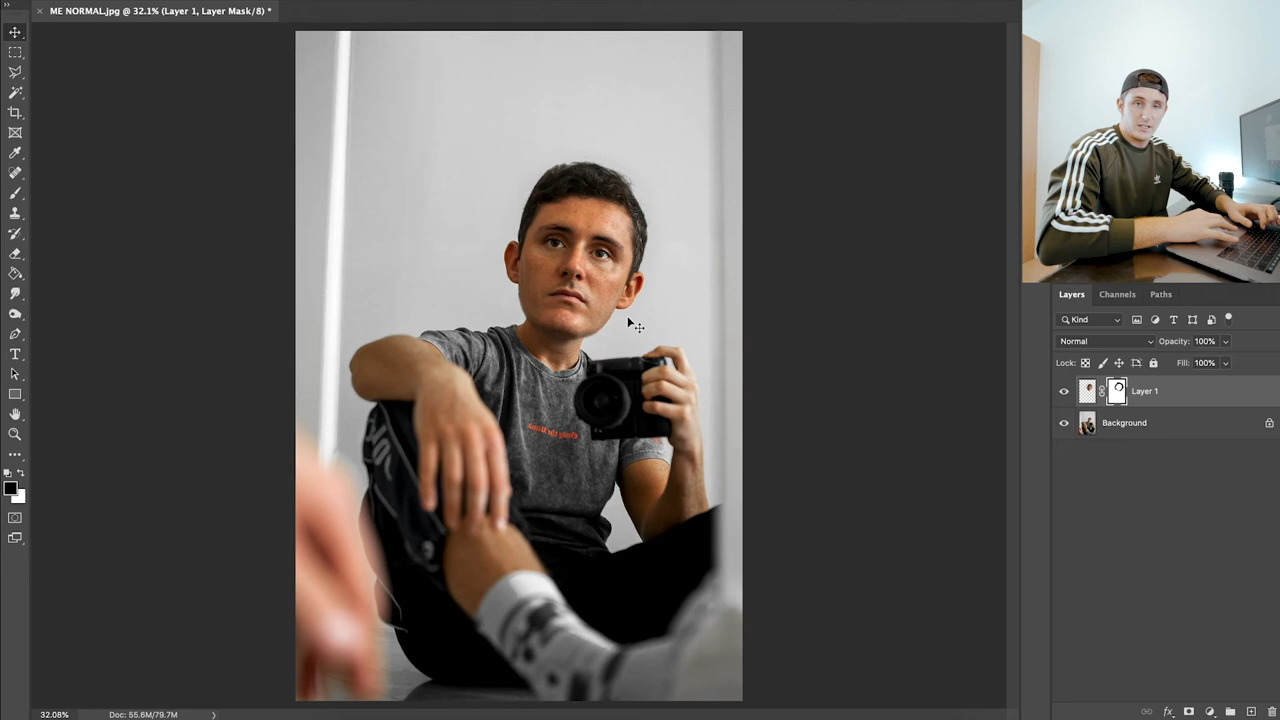 ME NORMAL.jpg @ 32.1% (Layer 1, Layer Mask/8) *
Layers
Channels
Paths
Kind
Normal
Opacity: 100%
Lock:
Fill: 100%
Layer 1
Background
fx
32.08%
Doc: 55.6M/79.7M